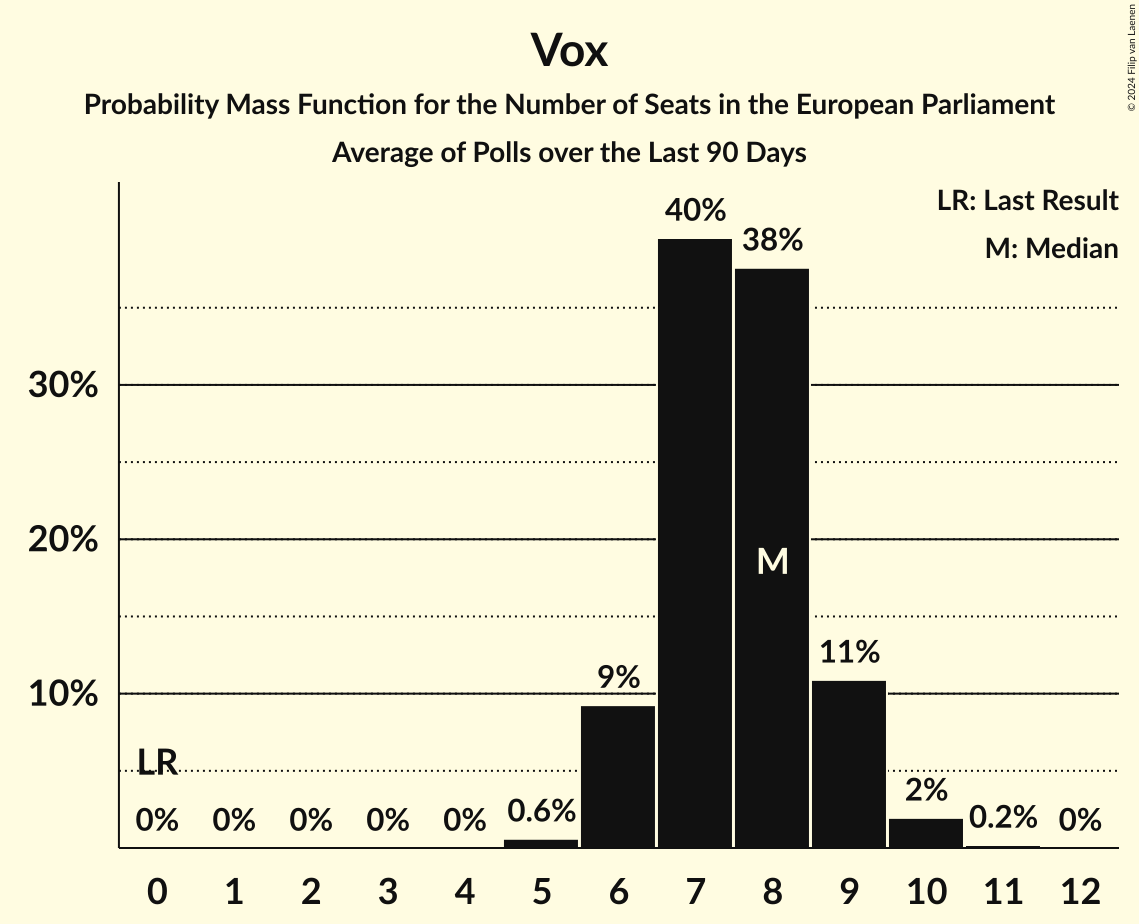 Vox
Probability Mass Function for the Number of Seats in the European Parliament
Average of Polls over the Last 90 Days
© 2024 Filip van Laenen
LR: Last Result
M: Median
40%
38%
30%
20%
M
11%
9%
10%
LR
2%
0% 0% 0% 0% 0% 0.6% 0.2% 0%
0 1 2 3 4 5 6 7 8 9 10 11 12